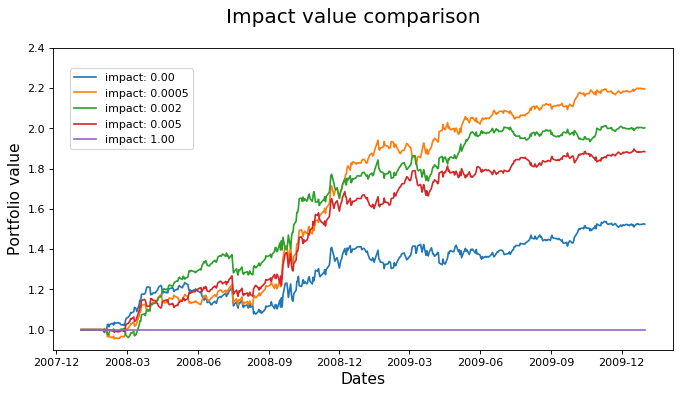 Impact value comparison
2.4
2.2
2.0
1.8
1.6
1.4
1.2
1.0
Portfolio value
impact: 0.00
impact: 0.0005
impact: 0.002
impact: 0.005
impact: 1.00
2007-12 2008-03 2008-06 2008-09 2008-12 2009-03 2009-06 2009-09 2009-12
Dates